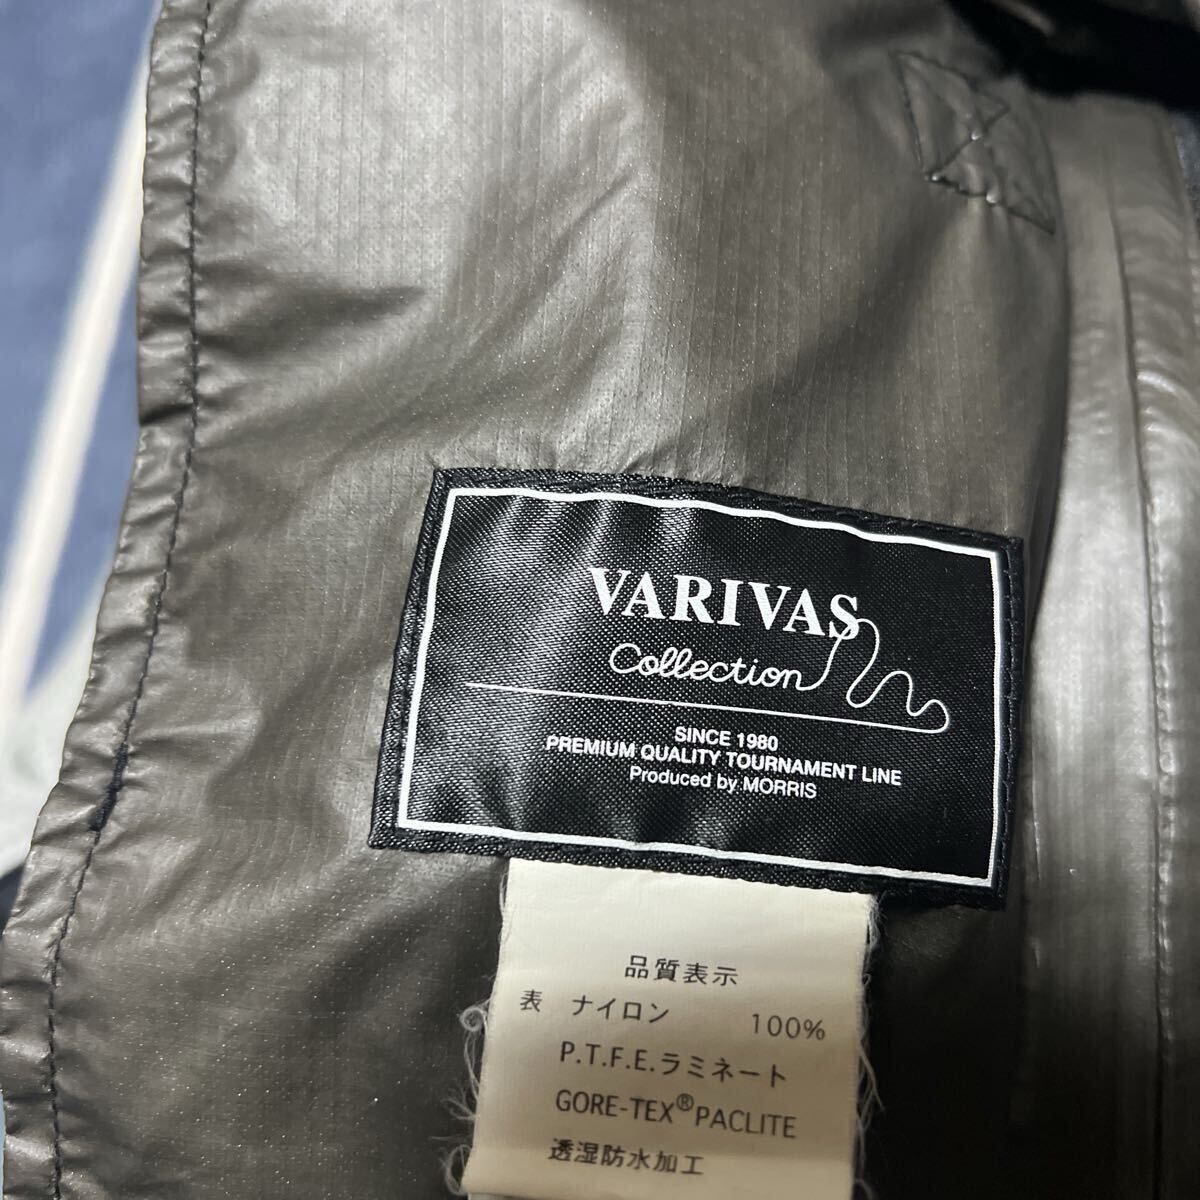 VARIVAS
Collection
SINCE 1980
PREMIUM QUALITY TOURNAMENT LINE
Produced by MORRIS
品質表示
表 ナイロン 100%
P.T.F.E.ラミネート
GORE-TEX®PACLITE
透湿防水加工